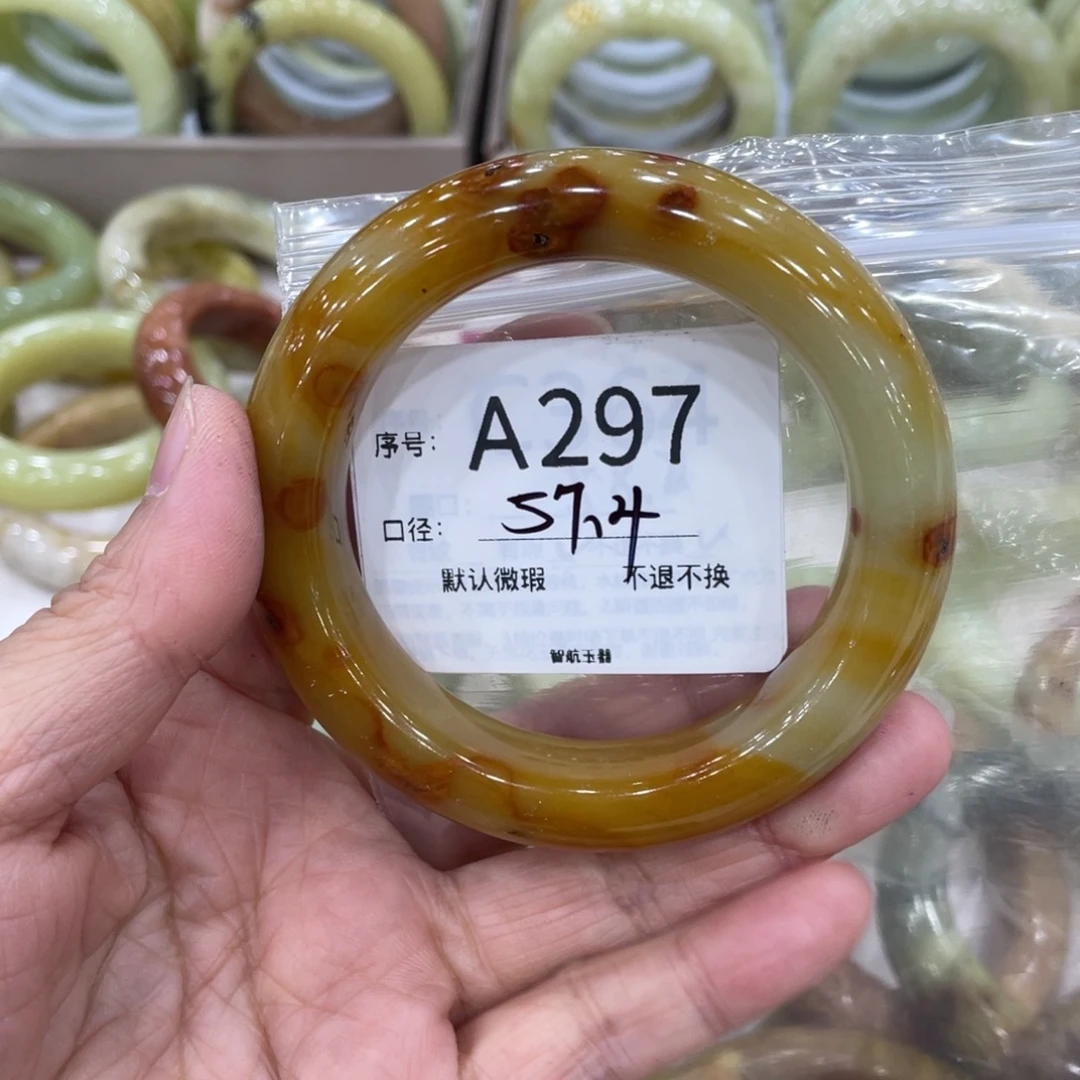 序号: A297
口径: 57.4
默认微瑕 不退不换
智航玉器